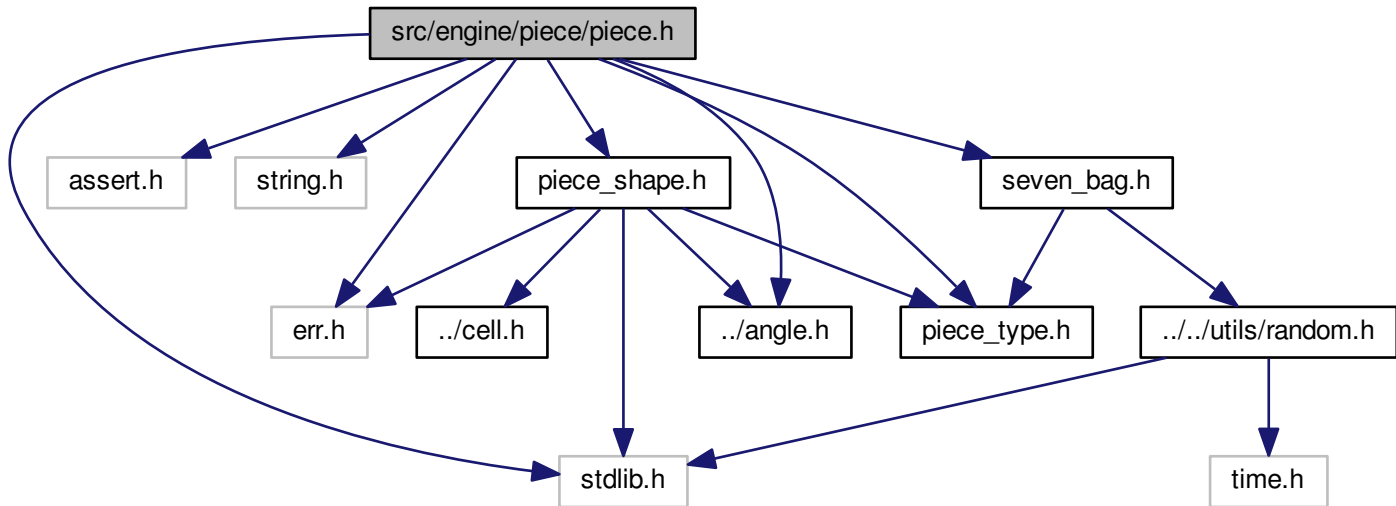 src/engine/piece/piece.h
assert.h
string.h
piece_shape.h
seven_bag.h
err.h
../cell.h
../angle.h
piece_type.h
../../utils/random.h
stdlib.h
time.h